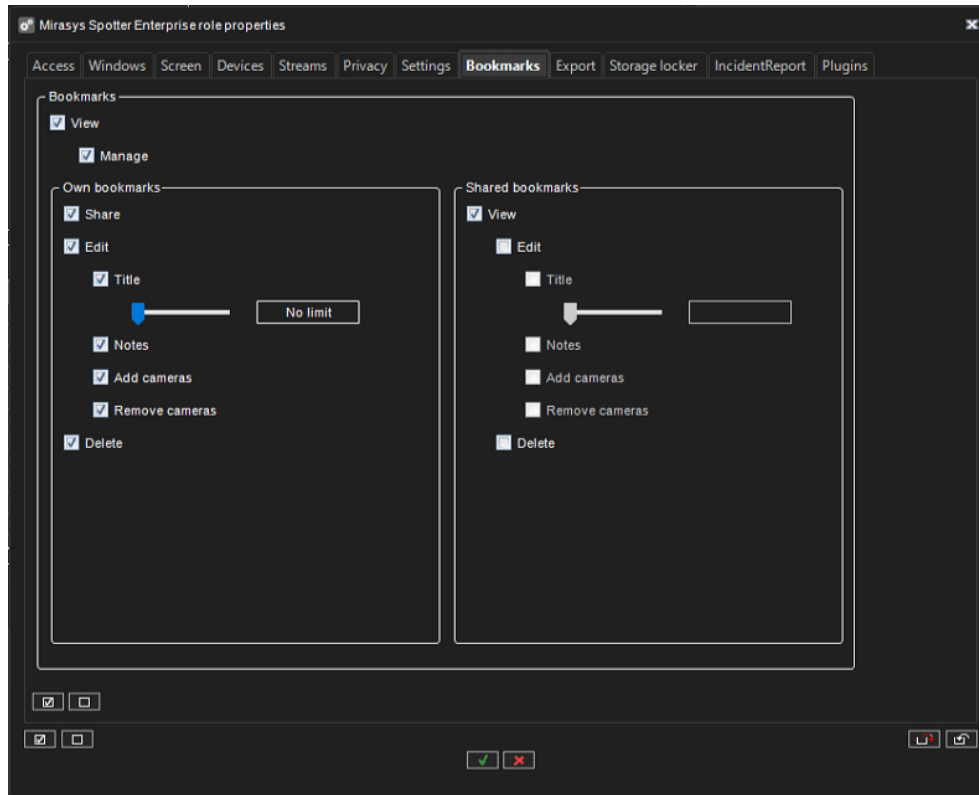 Mirasys Spotter Enterprise role properties
Access Windows Screen Devices Streams Privacy Settings Bookmarks Export Storage locker IncidentReport Plugins
Bookmarks
View
Manage
Own bookmarks
Share
Edit
Title
No limit
Notes
Add cameras
Remove cameras
Delete
Shared bookmarks
View
Edit
Title
Notes
Add cameras
Remove cameras
Delete